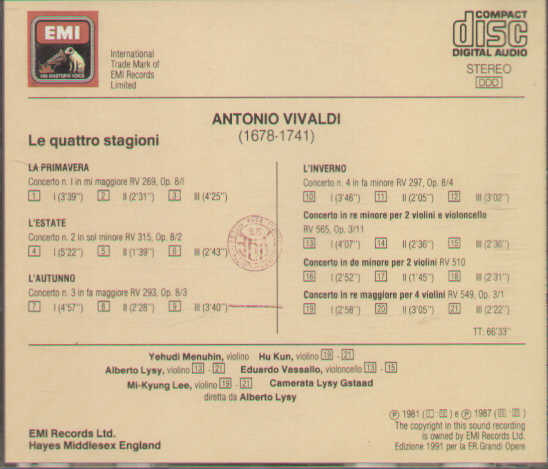 EMI
HIS MASTER'S VOICE
International
Trade Mark of
EMI Records
Limited
COMPACT
disc
DIGITAL AUDIO
STEREO
DDD
ANTONIO VIVALDI
(1678-1741)
Le quattro stagioni
LA PRIMAVERA
Concerto n. 1 in mi maggiore RV 269, Op. 8/1
1 I (3'39") 2 II (2'31") 3 III (4'25")
L'ESTATE
Concerto n. 2 in sol minore RV 315, Op. 8/2
4 I (5'22") 5 II (1'39") 6 III (2'43")
L'AUTUNNO
Concerto n. 3 in fa maggiore RV 293, Op. 8/3
7 I (4'57") 8 II (2'28") 9 III (3'40")
L'INVERNO
Concerto n. 4 in fa minore RV 297, Op. 8/4
10 I (3'46") 11 II (2'05") 12 III (3'02")
Concerto in re minore per 2 violini e violoncello
RV 565, Op. 3/11
13 I (4'07") 14 II (2'36") 15 III (2'36")
Concerto in do minore per 2 violini RV 510
16 I (2'52") 17 II (1'45") 18 III (2'31")
Concerto in re maggiore per 4 violini RV 549, Op. 3/1
19 I (2'58") 20 II (3'05") 21 III (2'22")
TT: 66'33"
Yehudi Menuhin, violino Hu Kun, violino 19 - 21
Alberto Lysy, violino 13 - 21 Eduardo Vassallo, violoncello 13 - 15
Mi-Kyung Lee, violino 19 - 21 Camerata Lysy Gstaad
diretta da Alberto Lysy
EMI Records Ltd.
Hayes Middlesex England
℗ 1981 e ℗ 1987
The copyright in this sound recording
is owned by EMI Records Ltd.
Edizione 1991 per la ER.Grandi Opere